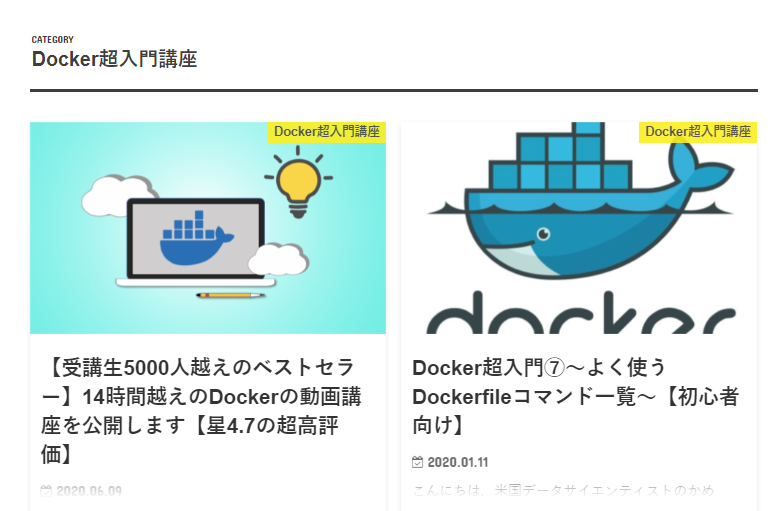 CATEGORY
Docker超入門講座
Docker超入門講座
【受講生5000人越えのベストセラ
ー】14時間越えのDockerの動画講
座を公開します【星4.7の超高評
価】
2020.06.09
Docker超入門講座
docker
Docker超入門⑦〜よく使う
Dockerfileコマンド一覧〜【初心者
向け】
2020.01.11
こんにちは、米国データサイエンティストのかめ